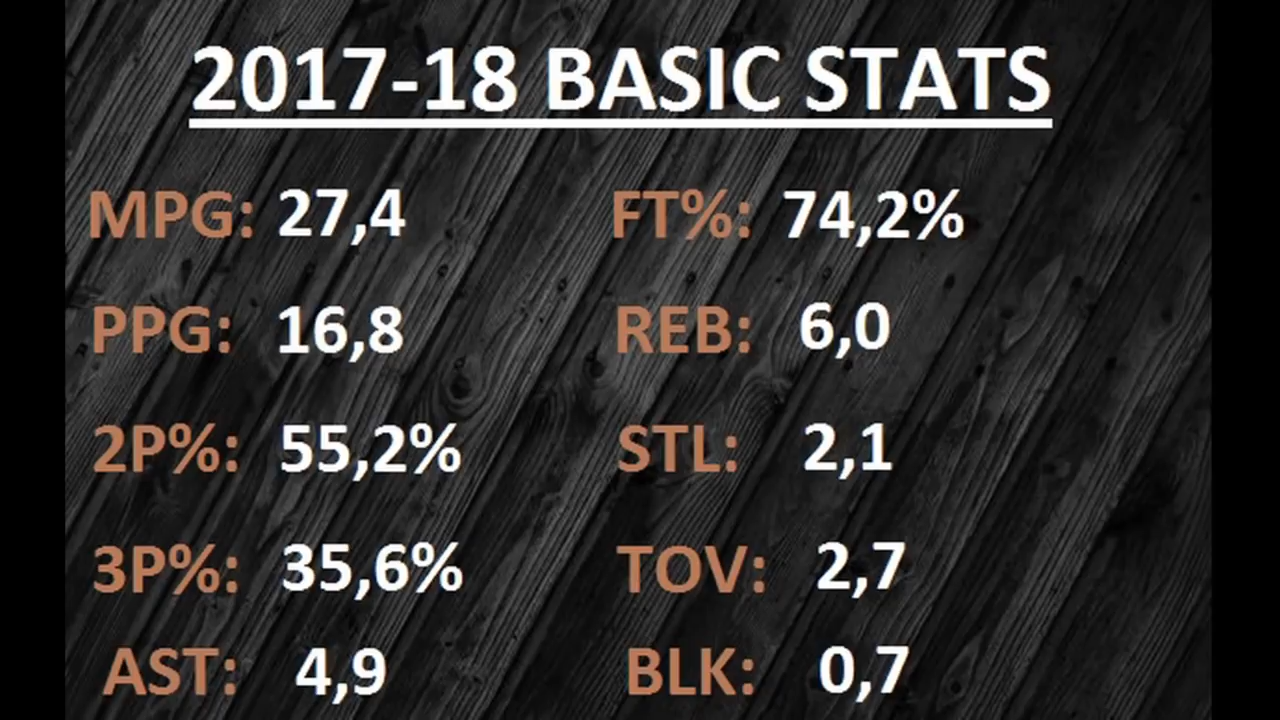 2017-18 BASIC STATS
MPG: 27,4 FT%: 74,2%
PPG: 16,8 REB: 6,0
2P%: 55,2% STL: 2,1
3P%: 35,6% TOV: 2,7
AST: 4,9 BLK: 0,7